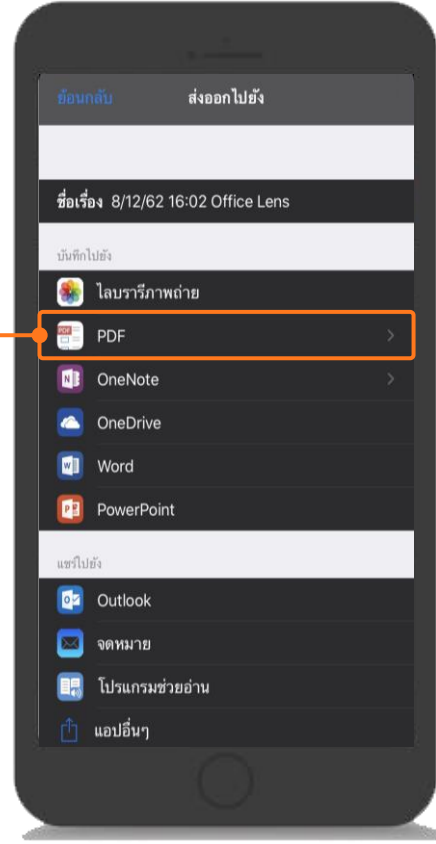 ย้อนกลับ ส่งออกไปยัง
ชื่อเรื่อง 8/12/62 16:02 Office Lens
บันทึกไปยัง
ไลบรารีภาพถ่าย
PDF
OneNote
OneDrive
Word
PowerPoint
แชร์ไปยัง
Outlook
จดหมาย
โปรแกรมช่วยอ่าน
แอปอื่นๆ